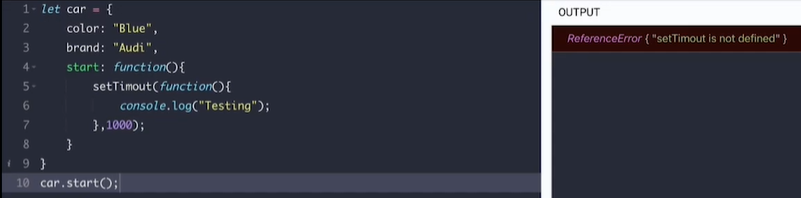 1 let car = {
2 color: "Blue",
3 brand: "Audi",
4 start: function(){
5 setTimout(function(){
6 console.log("Testing");
7 },1000);
8 }
9 }
10 car.start();
OUTPUT
ReferenceError { "setTimout is not defined" }